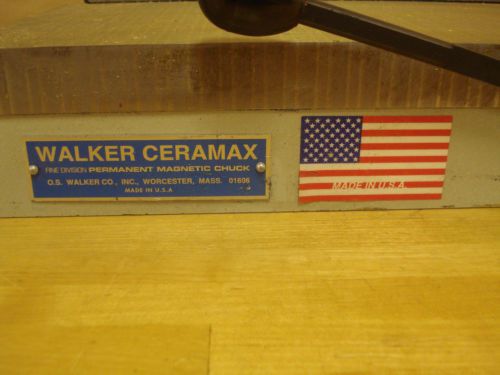 WALKER CERAMAX
FINE DIVISION PERMANENT MAGNETIC CHUCK
O.S. WALKER CO., INC., WORCESTER, MASS. 01606
MADE IN U.S.A
MADE IN U.S.A.